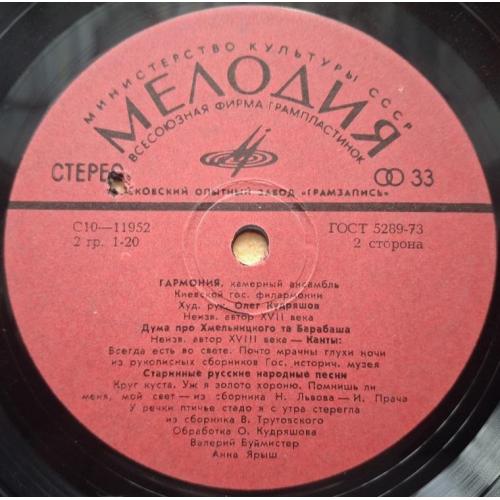 МИНИСТЕРСТВО КУЛЬТУРЫ СССР
МЕЛОДИЯ
ВСЕСОЮЗНАЯ ФИРМА ГРАМПЛАСТИНОК
СТЕРЕО
33
МОСКОВСКИЙ ОПЫТНЫЙ ЗАВОД «ГРАМЗАПИСЬ»
С10—11952
ГОСТ 5289-73
2 гр. 1-20
2 сторона
ГАРМОНИЯ, камерный ансамбль
Киевской гос. филармонии
Худ. рук. Олег Кудряшов
Неизв. автор XVII века
Дума про Хмельницкого та Барабаша
Неизв. автор XVIII века — Канты:
Всегда есть во свете. Почто мрачны глухи ночи
из рукописных сборников Гос. историч. музея
Старинные русские народные песни
Круг куста. Уж я золото хороню. Помнишь ли
меня, мой свет — из сборника Н. Львова — И. Прача
У речки птичье стадо я с утра стерегла
из сборника В. Трутовского
Обработка О. Кудряшова
Валерий Буймистер
Анна Ярыш